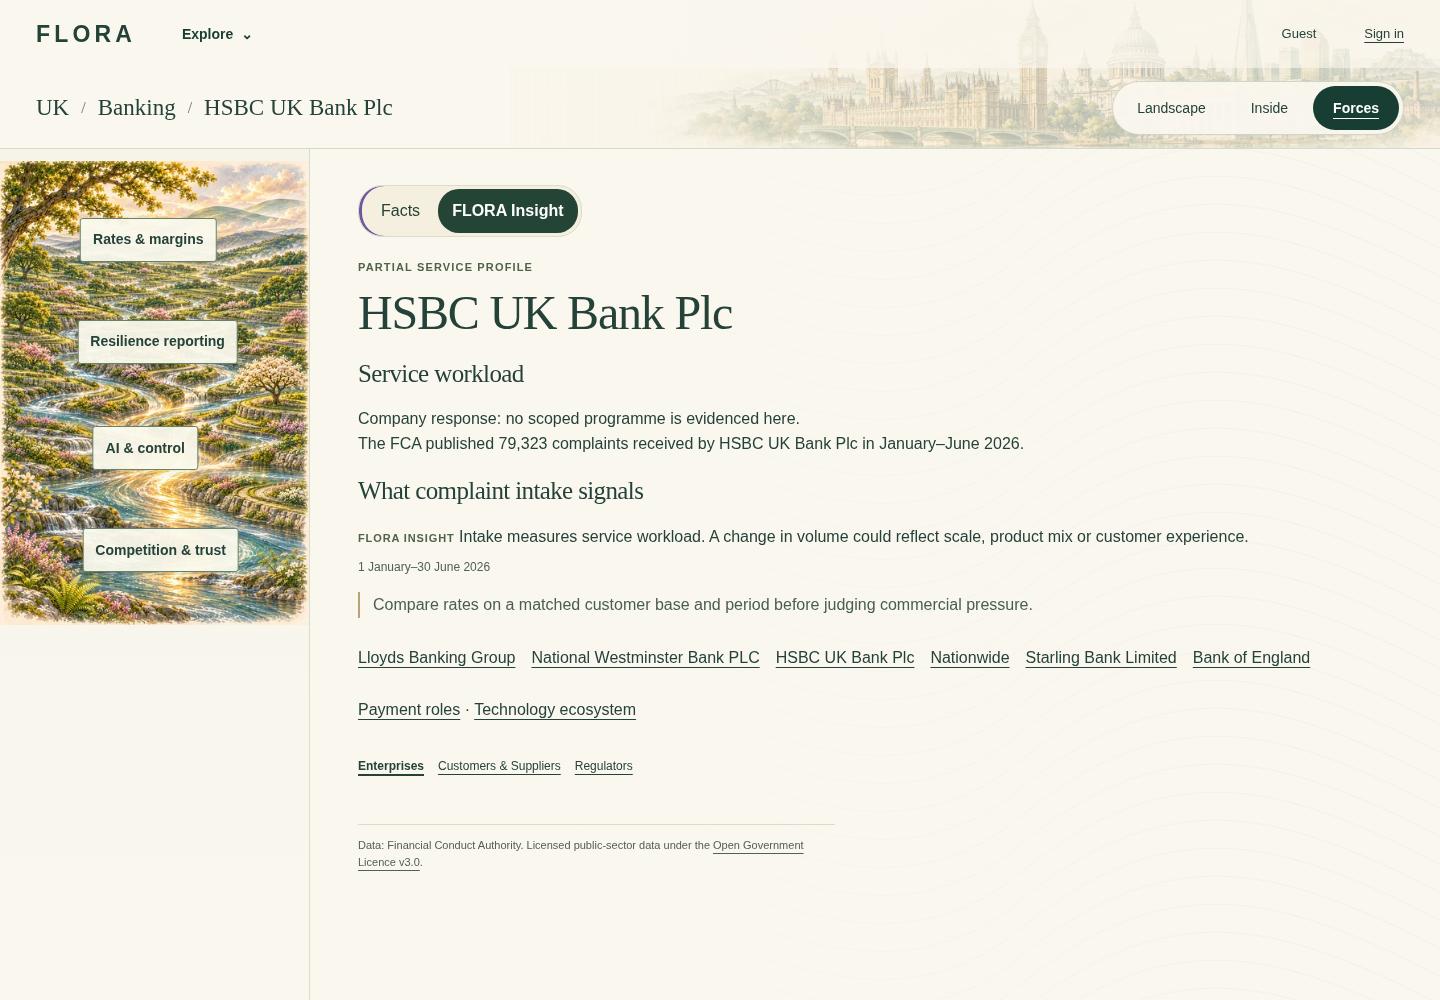 FLORA
Explore
Guest
Sign in
UK / Banking / HSBC UK Bank Plc
Landscape
Inside
Forces
Rates & margins
Resilience reporting
AI & control
Competition & trust
Facts
FLORA Insight
PARTIAL SERVICE PROFILE
HSBC UK Bank Plc
Service workload
Company response: no scoped programme is evidenced here.
The FCA published 79,323 complaints received by HSBC UK Bank Plc in January–June 2026.
What complaint intake signals
FLORA INSIGHT Intake measures service workload. A change in volume could reflect scale, product mix or customer experience.
1 January–30 June 2026
Compare rates on a matched customer base and period before judging commercial pressure.
Lloyds Banking Group National Westminster Bank PLC HSBC UK Bank Plc Nationwide Starling Bank Limited Bank of England
Payment roles · Technology ecosystem
Enterprises Customers & Suppliers Regulators
Data: Financial Conduct Authority. Licensed public-sector data under the Open Government
Licence v3.0.